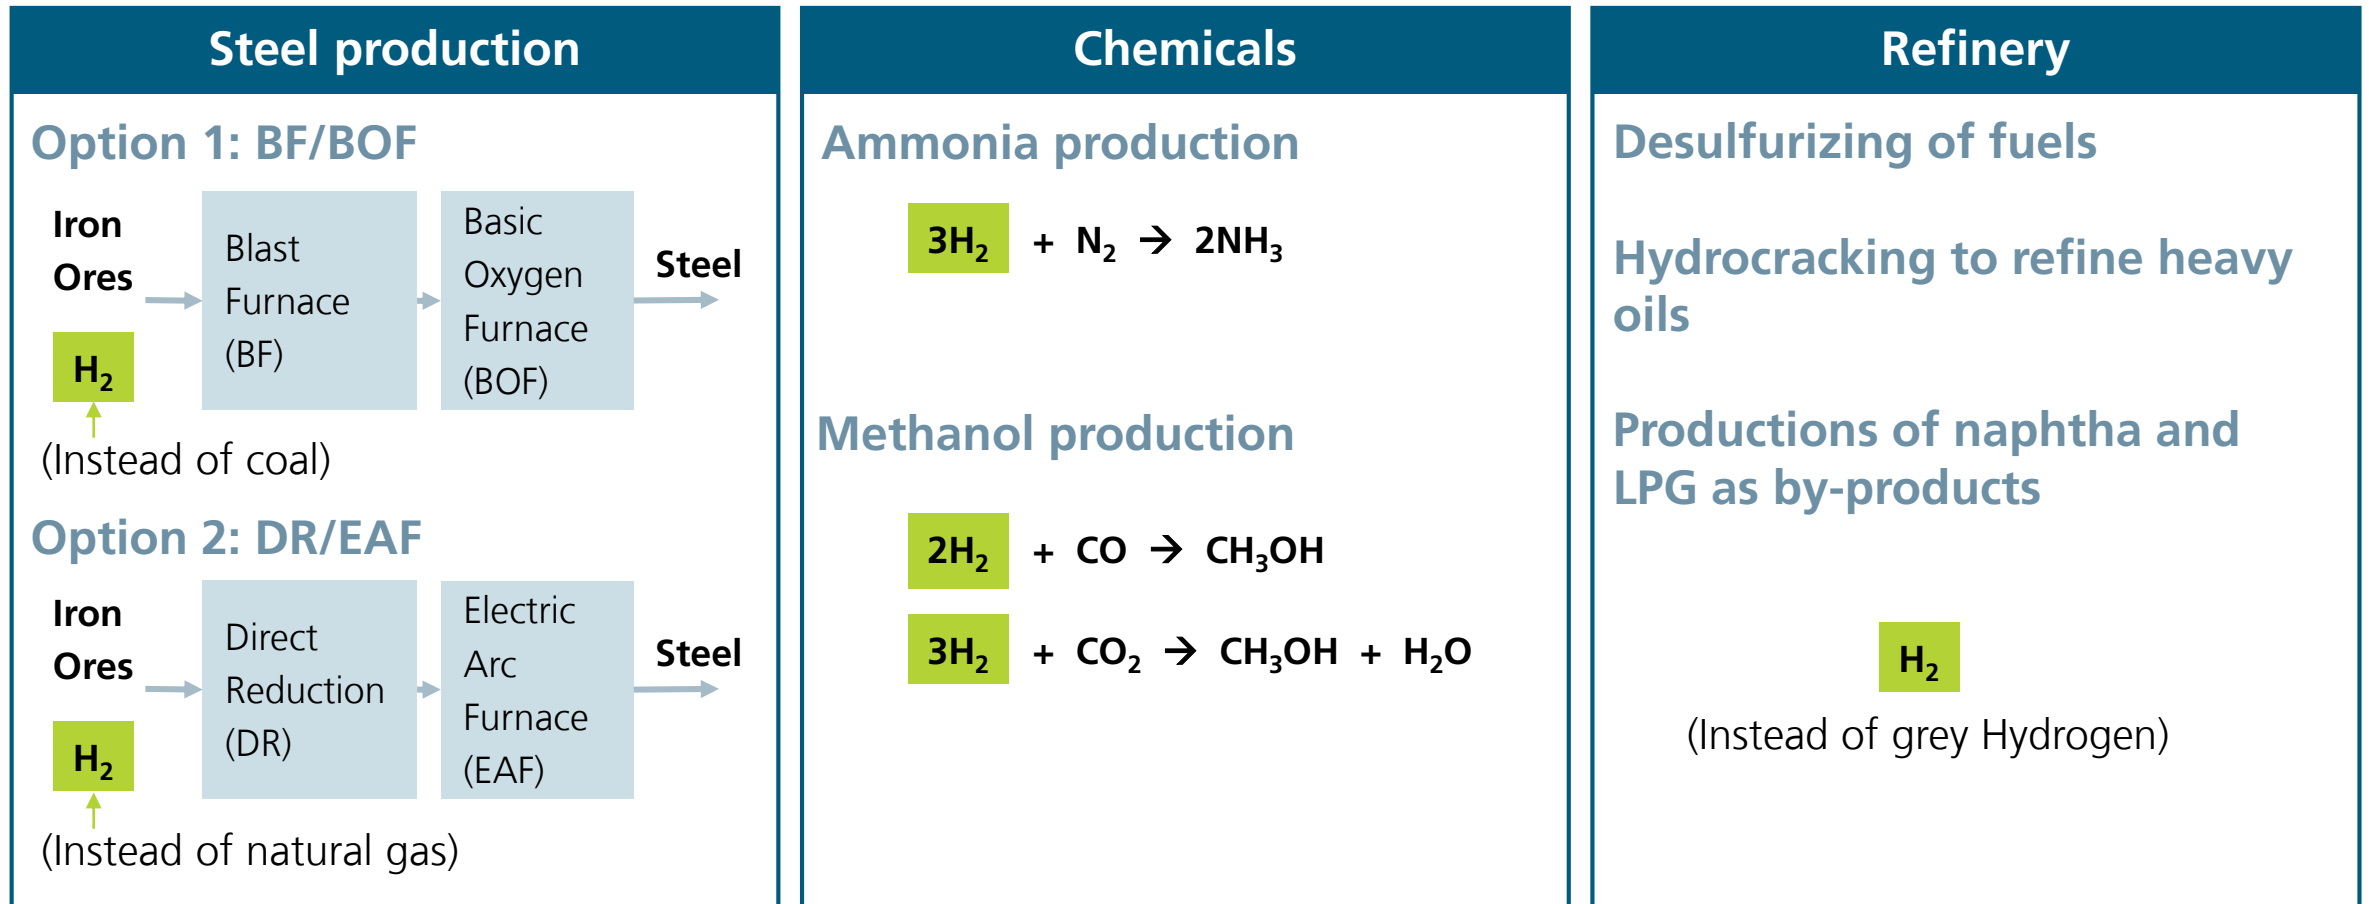 Steel production
Option 1: BF/BOF
Iron
Ores
H₂
(Instead of coal)
Blast
Furnace
(BF)
Basic
Oxygen
Furnace
(BOF)
Steel
Option 2: DR/EAF
Iron
Ores
H₂
(Instead of natural gas)
Direct
Reduction
(DR)
Electric
Arc
Furnace
(EAF)
Steel
Chemicals
Ammonia production
3H₂ + N₂ → 2NH₃
Methanol production
2H₂ + CO → CH₃OH
3H₂ + CO₂ → CH₃OH + H₂O
Refinery
Desulfurizing of fuels
Hydrocracking to refine heavy
oils
Productions of naphtha and
LPG as by-products
H₂
(Instead of grey Hydrogen)